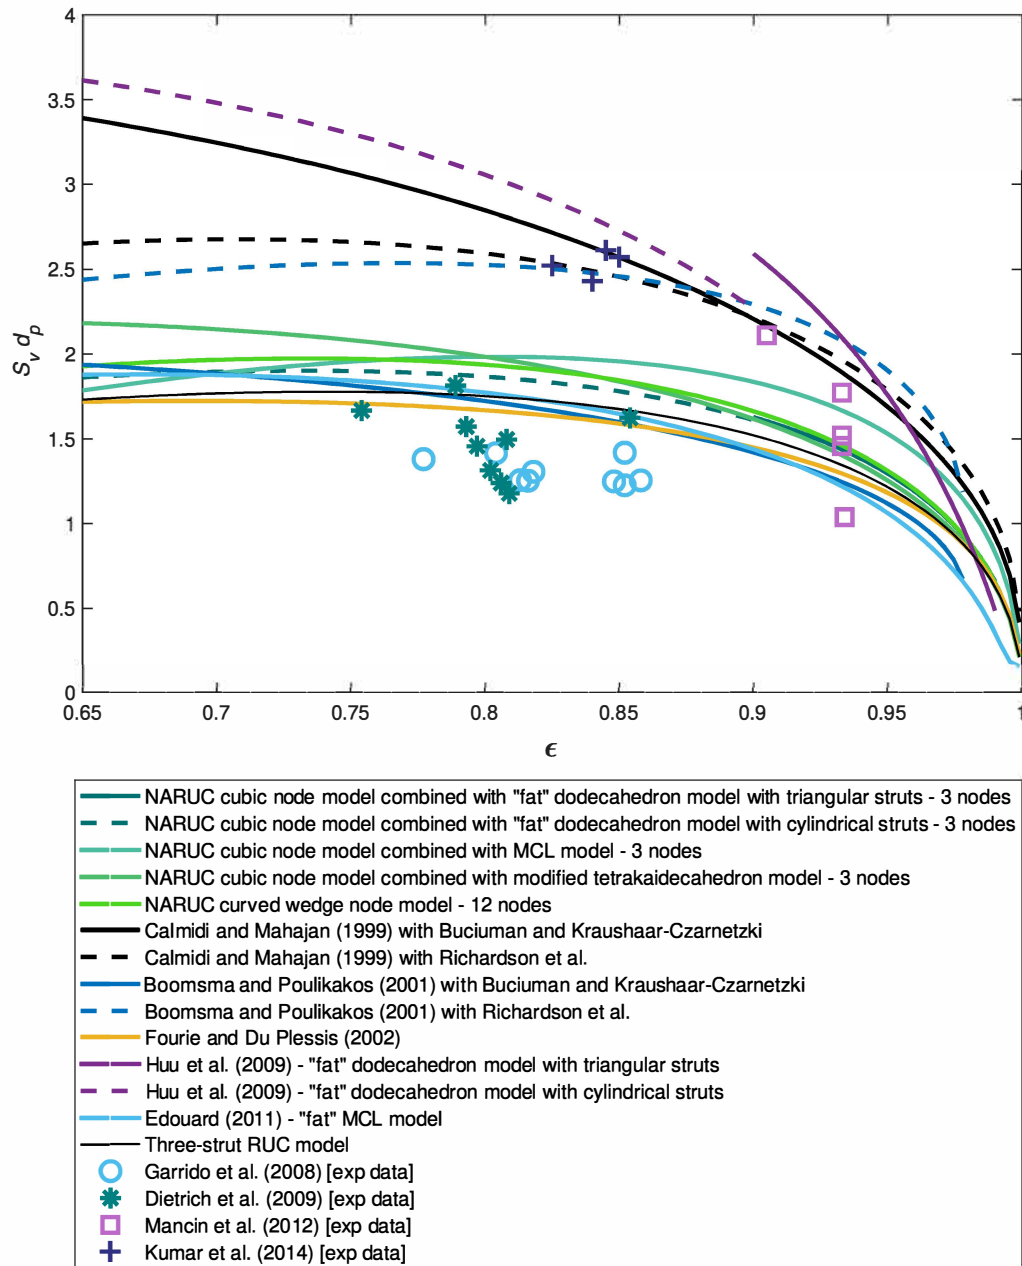 4
3.5
3
2.5
2
1.5
1
0.5
0
S_v d_p
0.65 0.7 0.75 0.8 0.85 0.9 0.95 1
ϵ
NARUC cubic node model combined with "fat" dodecahedron model with triangular struts - 3 nodes
NARUC cubic node model combined with "fat" dodecahedron model with cylindrical struts - 3 nodes
NARUC cubic node model combined with MCL model - 3 nodes
NARUC cubic node model combined with modified tetrakaidecahedron model - 3 nodes
NARUC curved wedge node model - 12 nodes
Calmidi and Mahajan (1999) with Buciuman and Kraushaar-Czarnetzki
Calmidi and Mahajan (1999) with Richardson et al.
Boomsma and Poulikakos (2001) with Buciuman and Kraushaar-Czarnetzki
Boomsma and Poulikakos (2001) with Richardson et al.
Fourie and Du Plessis (2002)
Huu et al. (2009) - "fat" dodecahedron model with triangular struts
Huu et al. (2009) - "fat" dodecahedron model with cylindrical struts
Edouard (2011) - "fat" MCL model
Three-strut RUC model
Garrido et al. (2008) [exp data]
Dietrich et al. (2009) [exp data]
Mancin et al. (2012) [exp data]
Kumar et al. (2014) [exp data]